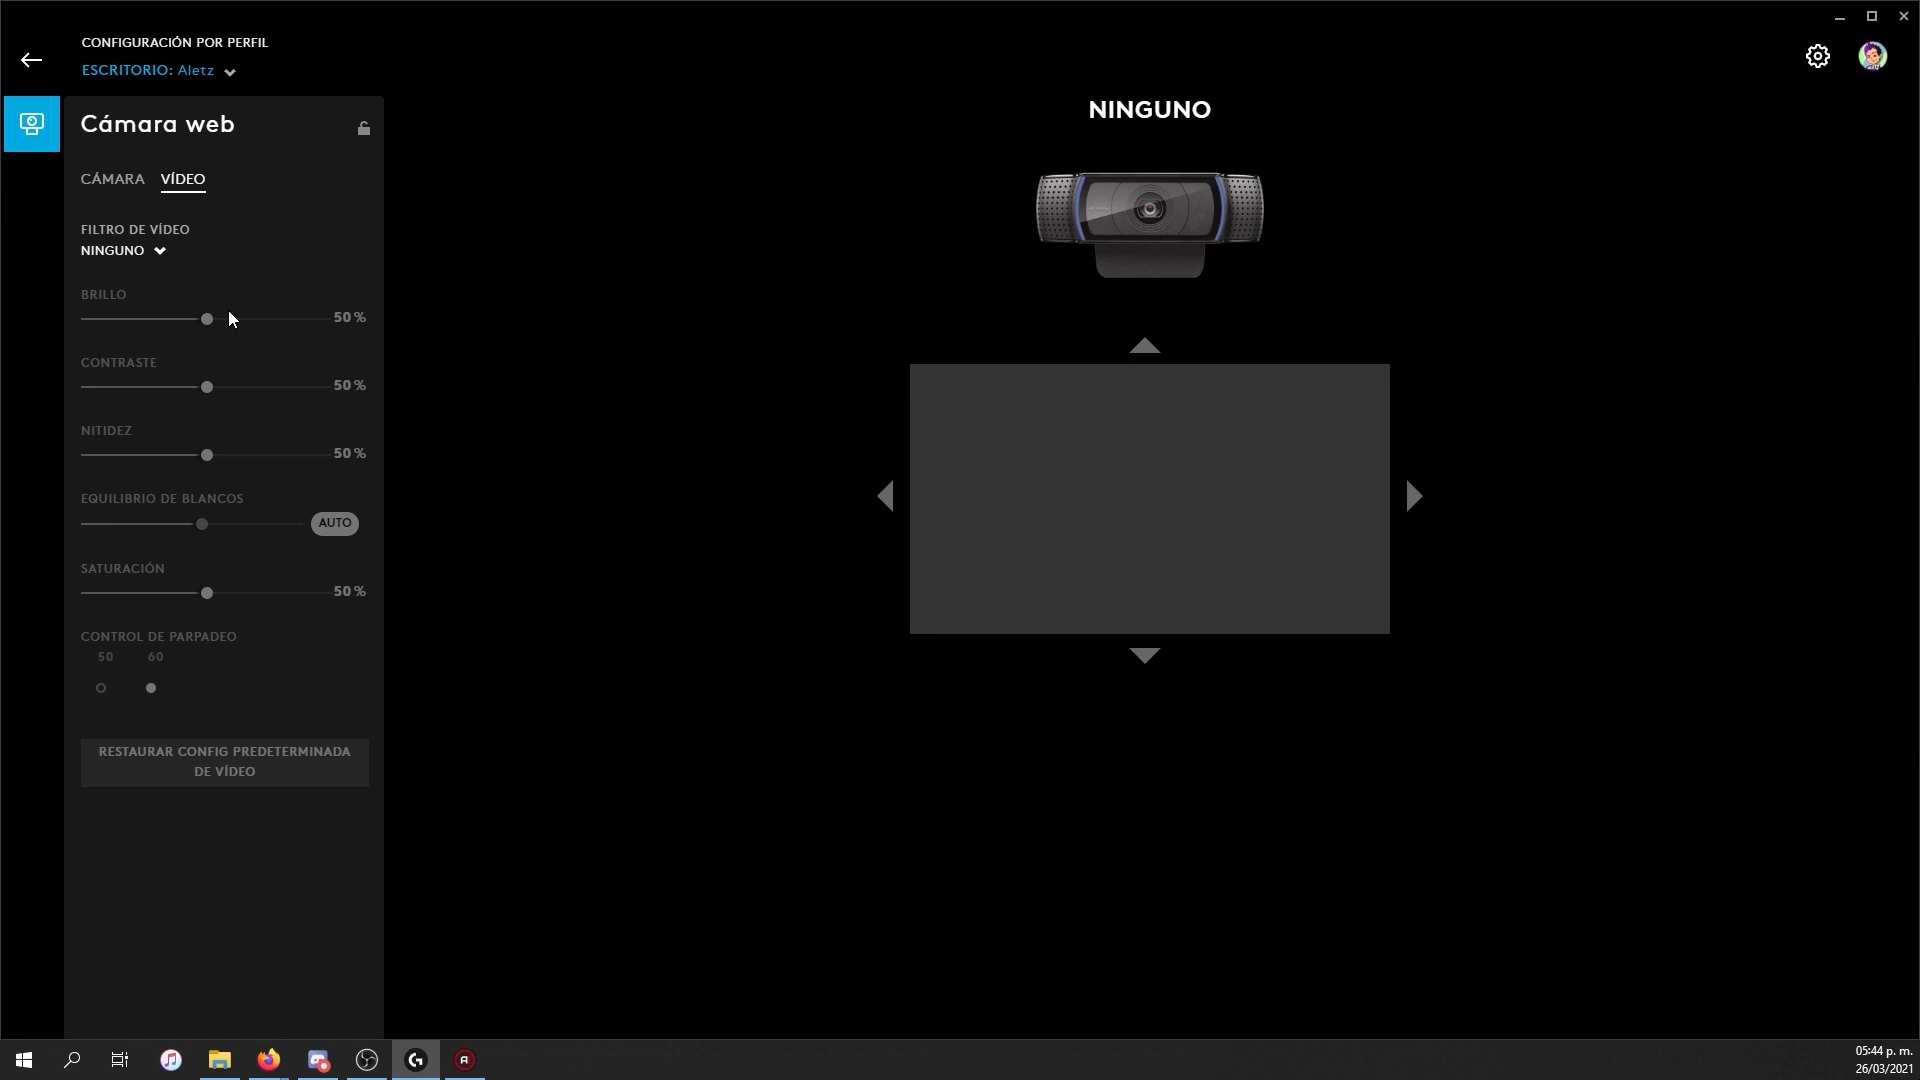 CONFIGURACIÓN POR PERFIL
ESCRITORIO: Aletz
Cámara web
CÁMARA VÍDEO
FILTRO DE VÍDEO
NINGUNO
BRILLO
50 %
CONTRASTE
50 %
NITIDEZ
50 %
EQUILIBRIO DE BLANCOS
AUTO
SATURACIÓN
50 %
CONTROL DE PARPADEO
50 60
RESTAURAR CONFIG PREDETERMINADA
DE VÍDEO
NINGUNO
05:44 p. m.
26/03/2021